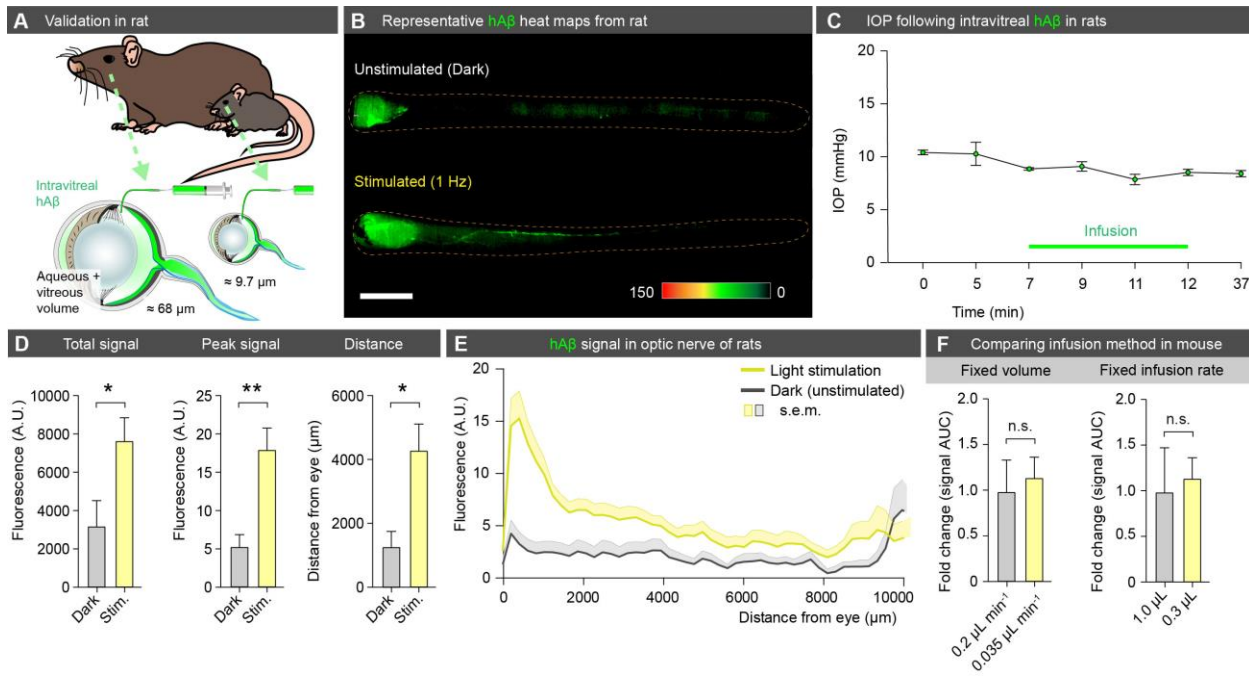 A Validation in rat
Intravitreal
hAβ
Aqueous +
vitreous
volume
≈ 68 µm
≈ 9.7 µm
B Representative hAβ heat maps from rat
Unstimulated (Dark)
Stimulated (1 Hz)
150
0
C IOP following intravitreal hAβ in rats
IOP (mmHg)
20
15
10
5
0
Infusion
0 5 7 9 11 12 37
Time (min)
D Total signal Peak signal Distance
Fluorescence (A.U.)
10000
8000
6000
4000
2000
0
*
Dark
Stim.
Fluorescence (A.U.)
25
20
15
10
5
0
**
Dark
Stim.
Distance from eye (µm)
6000
4000
2000
0
*
Dark
Stim.
E hAβ signal in optic nerve of rats
Fluorescence (A.U.)
20
15
10
5
0
Light stimulation
Dark (unstimulated)
s.e.m.
0 2000 4000 6000 8000 10000
Distance from eye (µm)
F Comparing infusion method in mouse
Fixed volume Fixed infusion rate
Fold change (signal AUC)
2.0
1.5
1.0
0.5
0.0
n.s.
0.2 µL min⁻¹
0.035 µL min⁻¹
Fold change (signal AUC)
2.0
1.5
1.0
0.5
0.0
n.s.
1.0 µL
0.3 µL